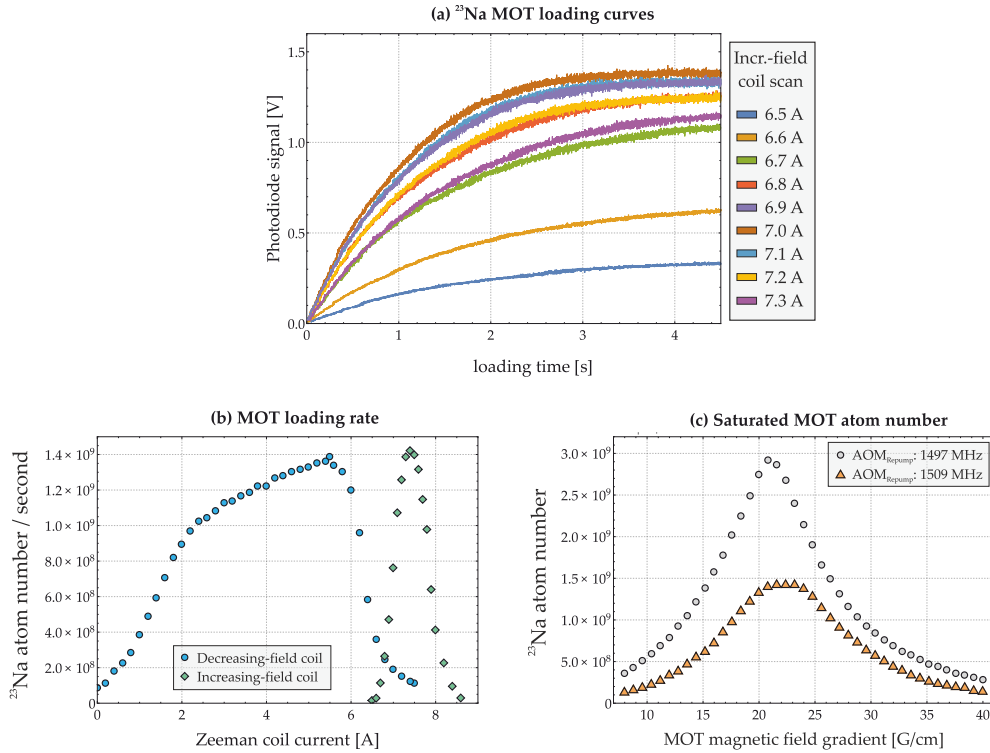 (a) ²³Na MOT loading curves
1.5
1.0
0.5
0.0
Photodiode signal [V]
0
1
2
3
4
loading time [s]
Incr.-field
coil scan
6.5 A
6.6 A
6.7 A
6.8 A
6.9 A
7.0 A
7.1 A
7.2 A
7.3 A
(b) MOT loading rate
1.4 × 10⁹
1.2 × 10⁹
1.0 × 10⁹
8.0 × 10⁸
6.0 × 10⁸
4.0 × 10⁸
2.0 × 10⁸
0
²³Na atom number / second
Decreasing-field coil
Increasing-field coil
0
2
4
6
8
Zeeman coil current [A]
(c) Saturated MOT atom number
3.0 × 10⁹
2.5 × 10⁹
2.0 × 10⁹
1.5 × 10⁹
1.0 × 10⁹
5.0 × 10⁸
0
²³Na atom number
AOM_Repump: 1497 MHz
AOM_Repump: 1509 MHz
10
15
20
25
30
35
40
MOT magnetic field gradient [G/cm]